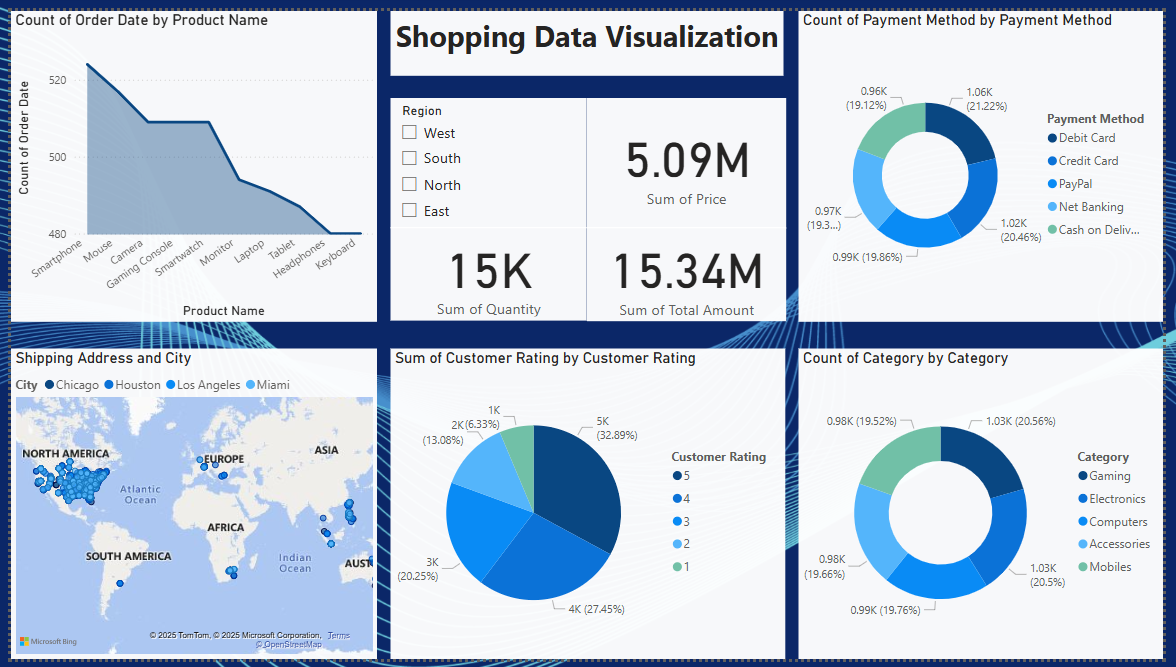 Count of Order Date by Product Name
Count of Order Date
520
500
480
Smartphone
Mouse
Camera
Gaming Console
Smartwatch
Monitor
Laptop
Tablet
Headphones
Keyboard
Product Name
Shopping Data Visualization
Region
West
South
North
East
5.09M
Sum of Price
15K
Sum of Quantity
15.34M
Sum of Total Amount
Count of Payment Method by Payment Method
0.96K
(19.12%)
1.06K
(21.22%)
0.97K
(19.3...)
1.02K
(20.46%)
0.99K (19.86%)
Payment Method
Debit Card
Credit Card
PayPal
Net Banking
Cash on Deliv...
Shipping Address and City
City Chicago Houston Los Angeles Miami
NORTH AMERICA
EUROPE
ASIA
Atlantic
Ocean
AFRICA
SOUTH AMERICA
Indian
Ocean
AUST
Microsoft Bing
© 2025 TomTom, © 2025 Microsoft Corporation, Terms
© OpenStreetMap
Sum of Customer Rating by Customer Rating
1K
(6.33%)
2K
(13.08%)
5K
(32.89%)
3K
(20.25%)
4K (27.45%)
Customer Rating
5
4
3
2
1
Count of Category by Category
0.98K (19.52%)
1.03K (20.56%)
0.98K
(19.66%)
1.03K
(20.5%)
0.99K (19.76%)
Category
Gaming
Electronics
Computers
Accessories
Mobiles